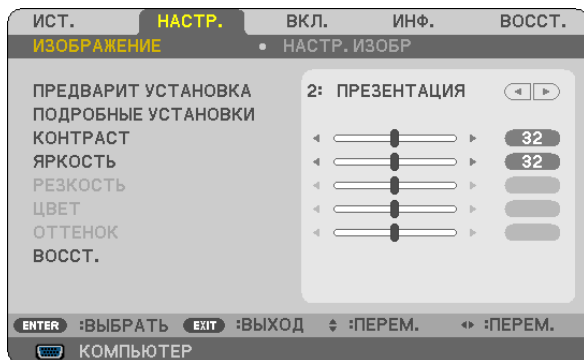 ИСТ. НАСТР. ВКЛ. ИНФ. ВОССТ.
ИЗОБРАЖЕНИЕ • НАСТР. ИЗОБР
ПРЕДВАРИТ УСТАНОВКА 2: ПРЕЗЕНТАЦИЯ
ПОДРОБНЫЕ УСТАНОВКИ
КОНТРАСТ 32
ЯРКОСТЬ 32
РЕЗКОСТЬ
ЦВЕТ
ОТТЕНОК
ВОССТ.
ENTER :ВЫБРАТЬ EXIT :ВЫХОД :ПЕРЕМ. :ПЕРЕМ.
КОМПЬЮТЕР